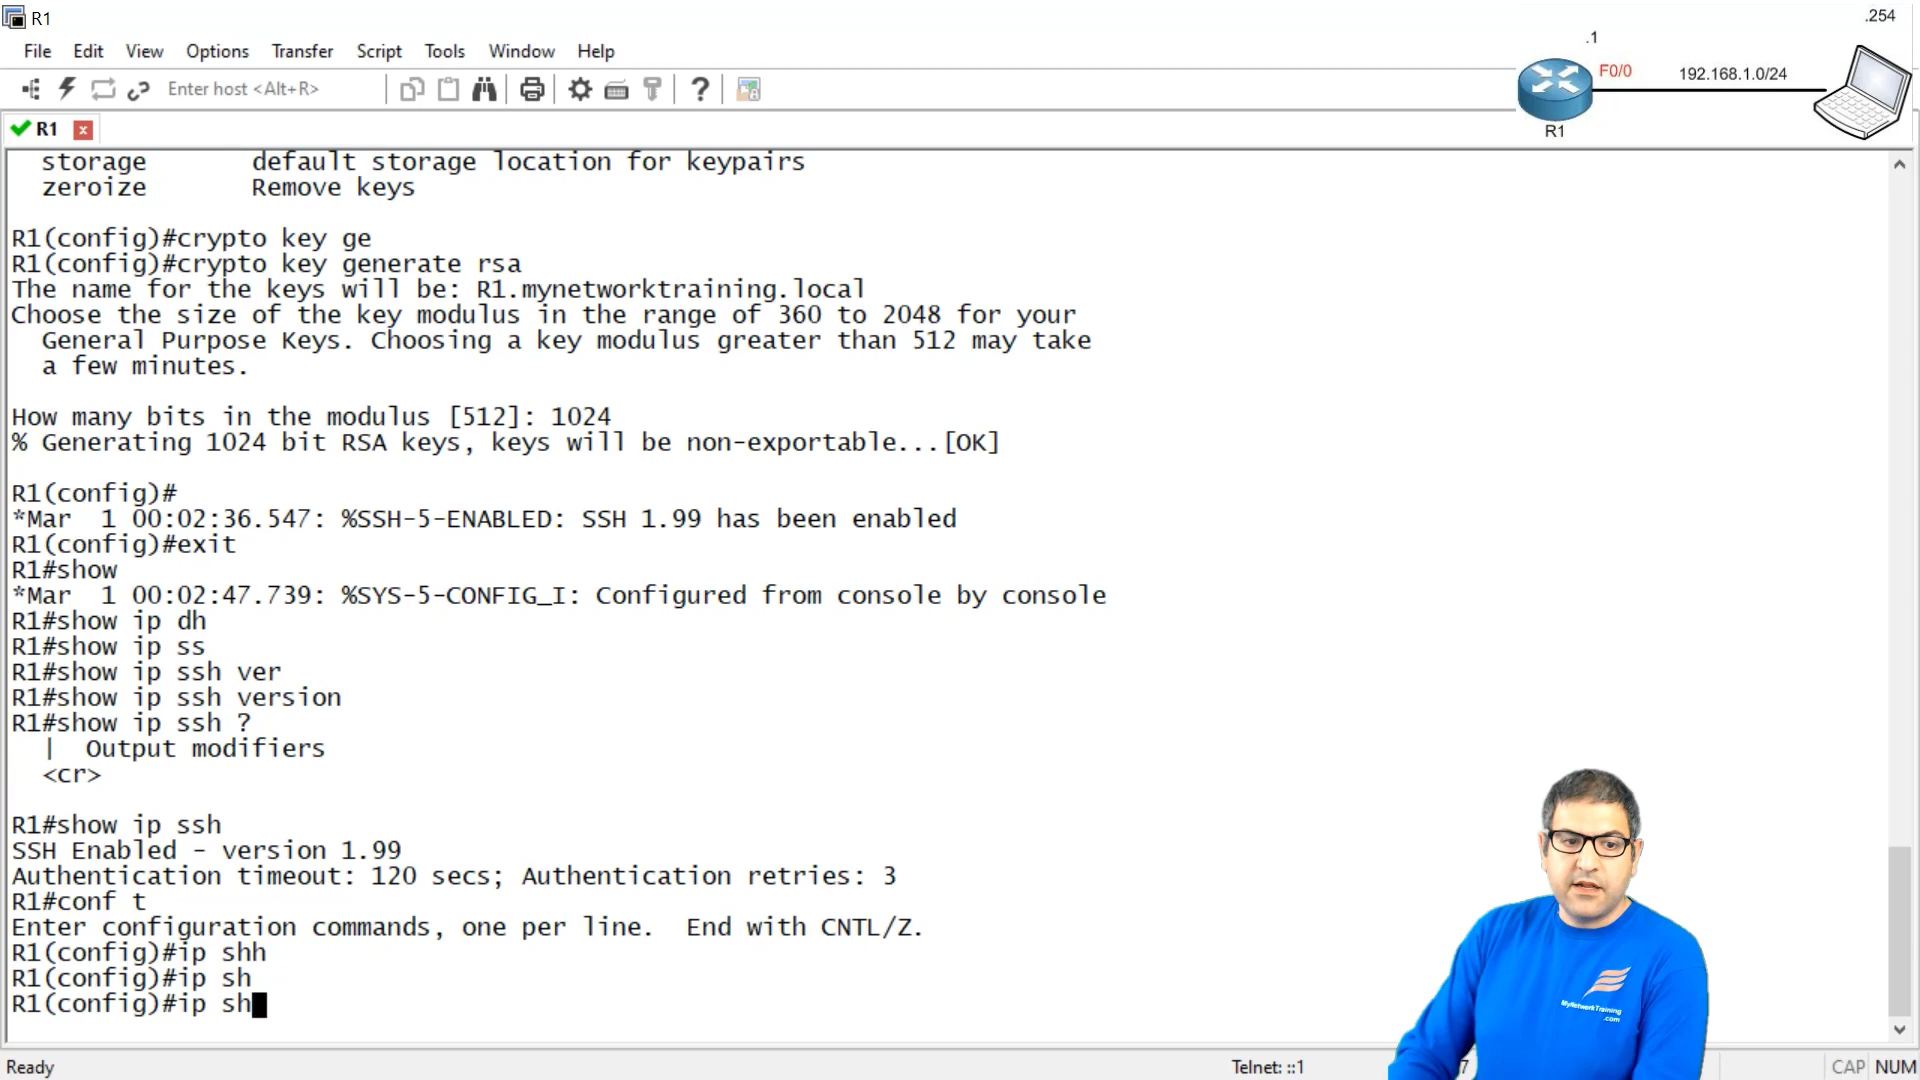 R1
.254
File Edit View Options Transfer Script Tools Window Help
.1
F0/0
192.168.1.0/24
Enter host <Alt+R>
R1
R1
storage default storage location for keypairs
zeroize Remove keys
R1(config)#crypto key ge
R1(config)#crypto key generate rsa
The name for the keys will be: R1.mynetworktraining.local
Choose the size of the key modulus in the range of 360 to 2048 for your
General Purpose Keys. Choosing a key modulus greater than 512 may take
a few minutes.
How many bits in the modulus [512]: 1024
% Generating 1024 bit RSA keys, keys will be non-exportable...[OK]
R1(config)#
*Mar  1 00:02:36.547: %SSH-5-ENABLED: SSH 1.99 has been enabled
R1(config)#exit
R1#show
*Mar  1 00:02:47.739: %SYS-5-CONFIG_I: Configured from console by console
R1#show ip dh
R1#show ip ss
R1#show ip ssh ver
R1#show ip ssh version
R1#show ip ssh ?
|  Output modifiers
<cr>
R1#show ip ssh
SSH Enabled - version 1.99
Authentication timeout: 120 secs; Authentication retries: 3
R1#conf t
Enter configuration commands, one per line.  End with CNTL/Z.
R1(config)#ip shh
R1(config)#ip sh
R1(config)#ip sh
MyNetworkTraining
.com
Ready
Telnet: ::1
7
CAP NUM